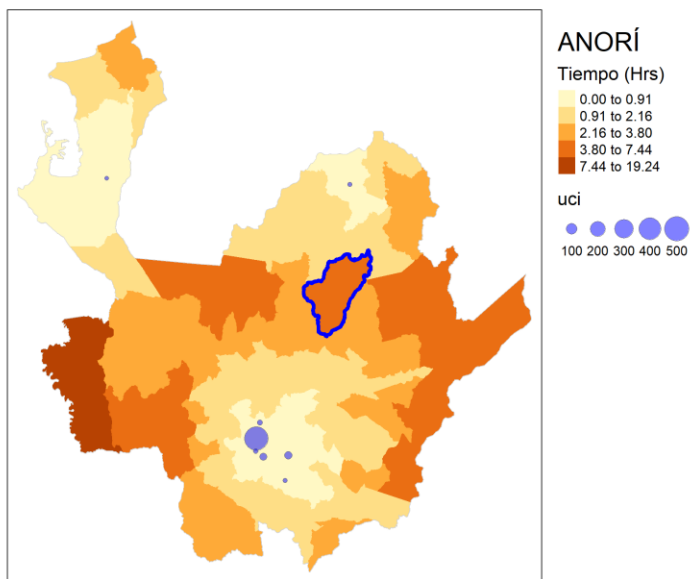 ANORÍ
Tiempo (Hrs)
0.00 to 0.91
0.91 to 2.16
2.16 to 3.80
3.80 to 7.44
7.44 to 19.24
uci
100 200 300 400 500